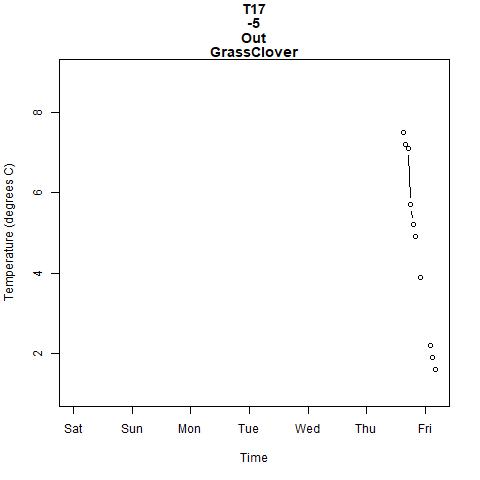 T17
-5
Out
GrassClover
Temperature (degrees C)
8
6
4
2
Sat Sun Mon Tue Wed Thu Fri
Time